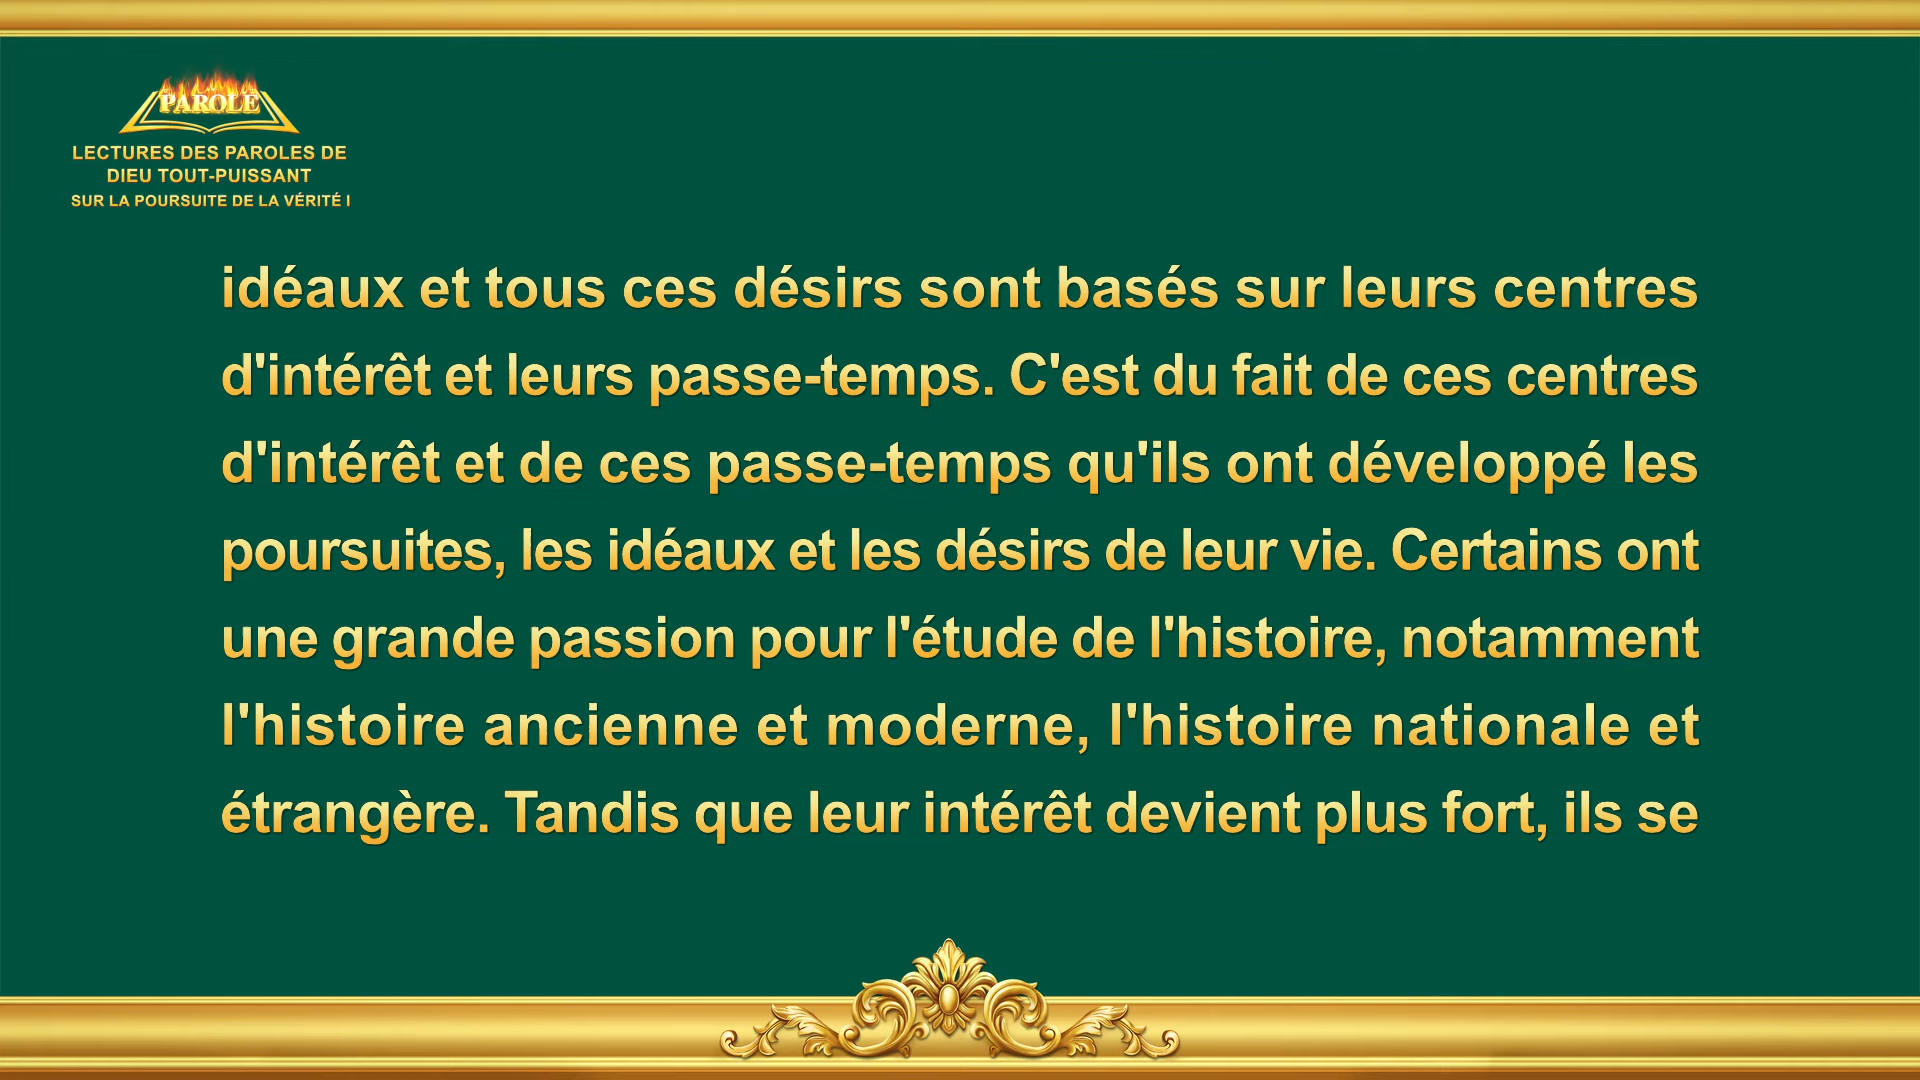 PAROLE
LECTURES DES PAROLES DE
DIEU TOUT-PUISSANT
SUR LA POURSUITE DE LA VÉRITÉ I
idéaux et tous ces désirs sont basés sur leurs centres
d'intérêt et leurs passe-temps. C'est du fait de ces centres
d'intérêt et de ces passe-temps qu'ils ont développé les
poursuites, les idéaux et les désirs de leur vie. Certains ont
une grande passion pour l'étude de l'histoire, notamment
l'histoire ancienne et moderne, l'histoire nationale et
étrangère. Tandis que leur intérêt devient plus fort, ils se